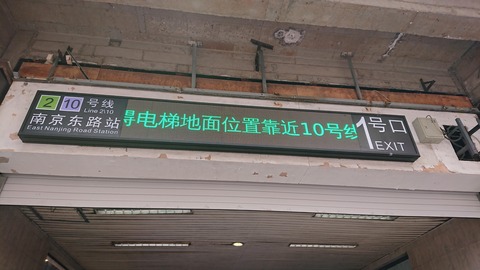 2 10 号线
Line 2\10
南京东路站
East Nanjing Road Station
电梯地面位置靠近10号线
1号口
EXIT